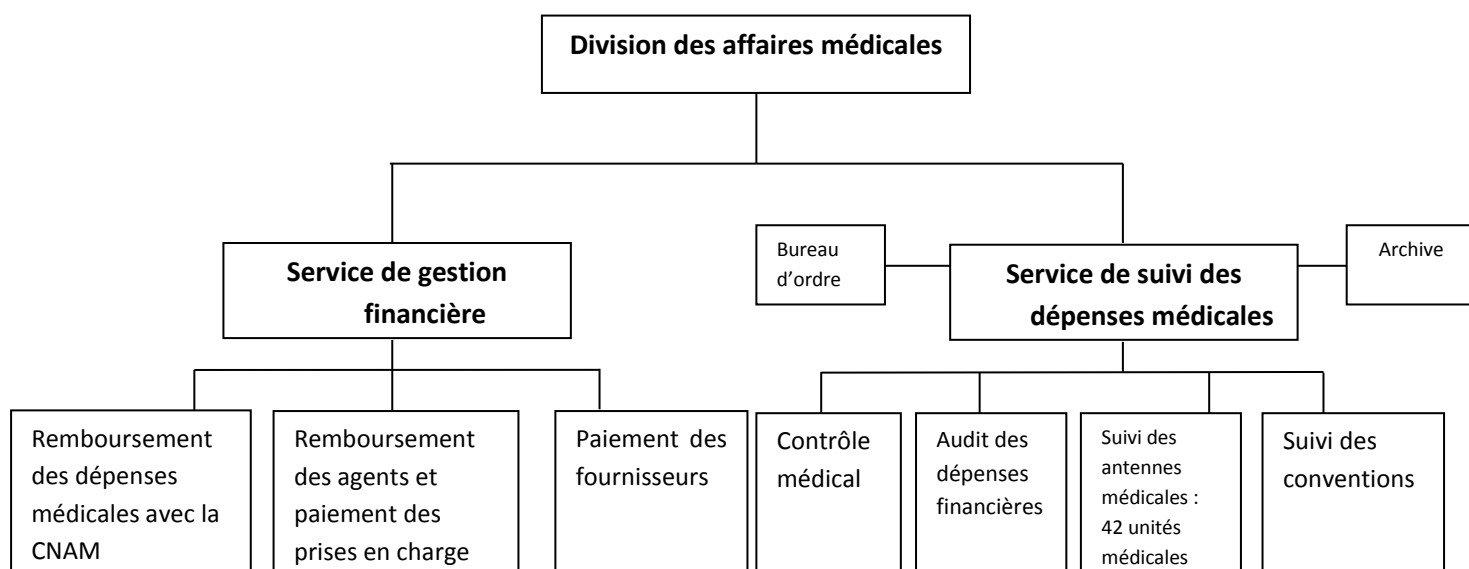 Division des affaires médicales
Bureau
d’ordre
Archive
Service de gestion
financière
Service de suivi des
dépenses médicales
Remboursement
des dépenses
médicales avec la
CNAM
Remboursement
des agents et
paiement des
prises en charge
Paiement des
fournisseurs
Contrôle
médical
Audit des
dépenses
financières
Suivi des
antennes
médicales :
42 unités
médicales
Suivi des
conventions